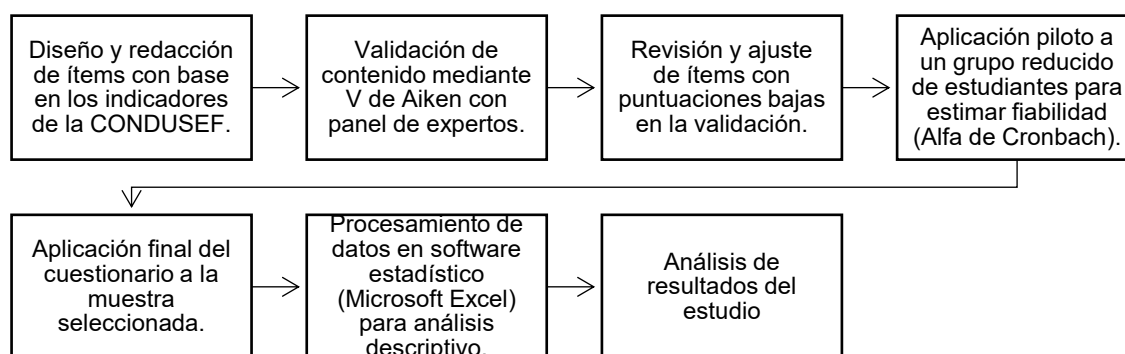 Diseño y redacción
de ítems con base
en los indicadores
de la CONDUSEF.
Validación de
contenido mediante
V de Aiken con
panel de expertos.
Revisión y ajuste
de ítems con
puntuaciones bajas
en la validación.
Aplicación piloto a
un grupo reducido
de estudiantes para
estimar fiabilidad
(Alfa de Cronbach).
Aplicación final del
cuestionario a la
muestra
seleccionada.
Procesamiento de
datos en software
estadístico
(Microsoft Excel)
para análisis
descriptivo.
Análisis de
resultados del
estudio